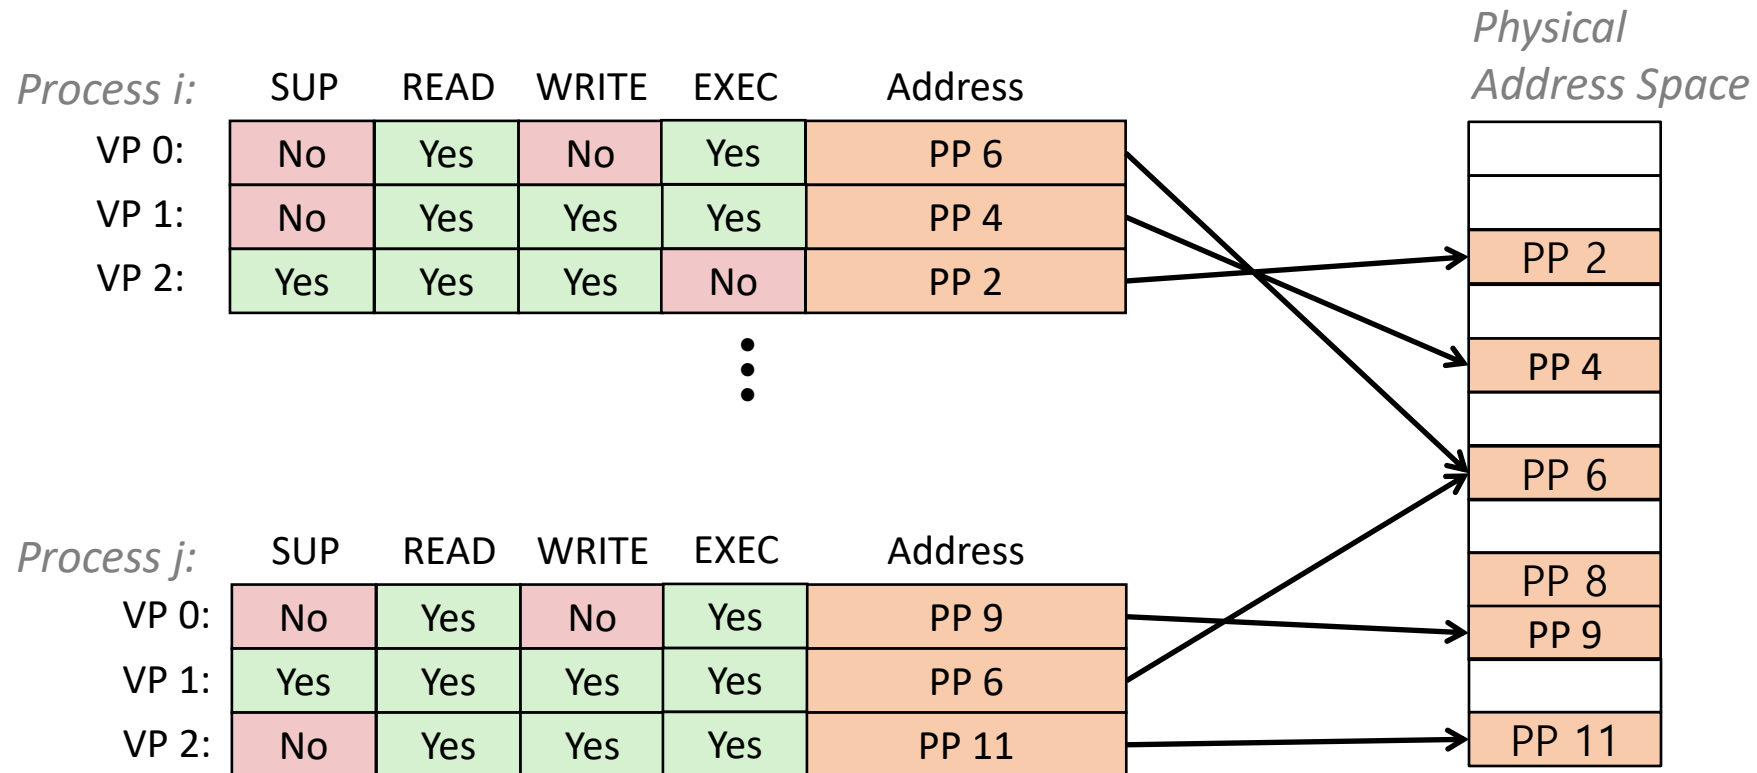 Physical
Address Space
Process i: SUP READ WRITE EXEC Address
VP 0: No Yes No Yes PP 6
VP 1: No Yes Yes Yes PP 4
VP 2: Yes Yes Yes No PP 2
PP 2
PP 4
PP 6
PP 8
PP 9
PP 11
Process j: SUP READ WRITE EXEC Address
VP 0: No Yes No Yes PP 9
VP 1: Yes Yes Yes Yes PP 6
VP 2: No Yes Yes Yes PP 11